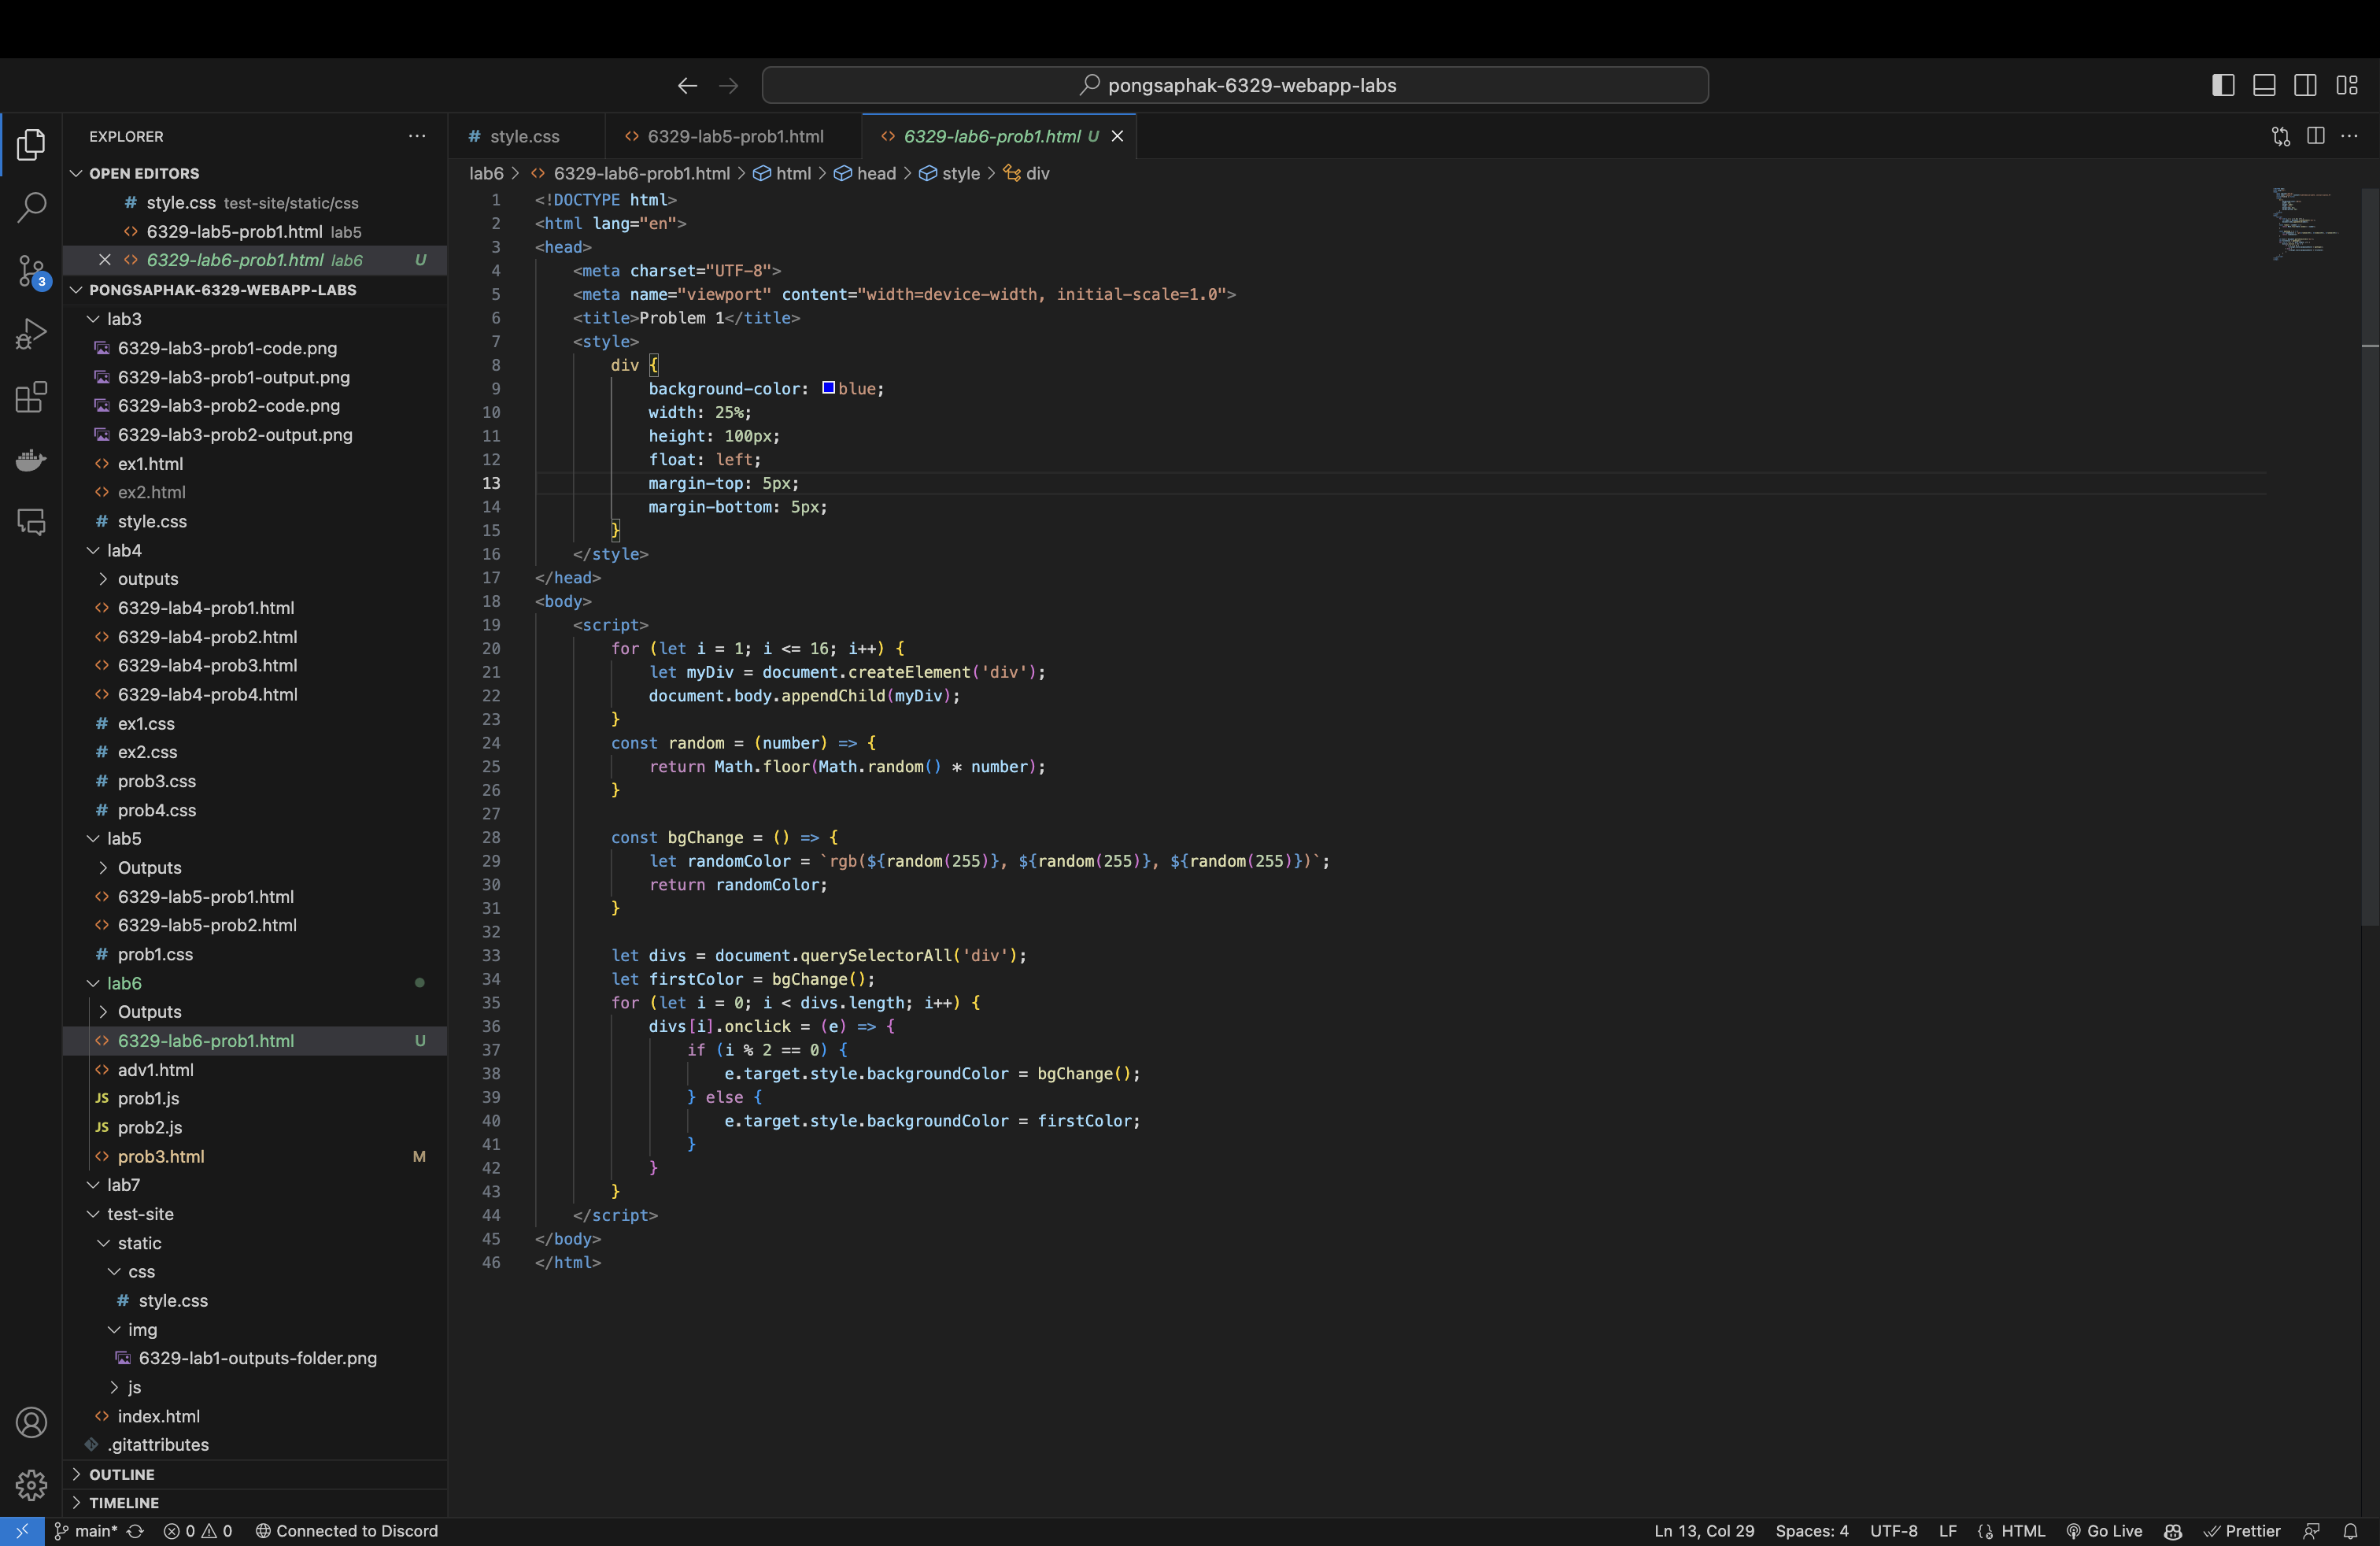 pongsaphak-6329-webapp-labs
EXPLORER
OPEN EDITORS
style.css test-site/static/css
6329-lab5-prob1.html lab5
6329-lab6-prob1.html lab6 U
3
PONGSAPHAK-6329-WEBAPP-LABS
lab3
6329-lab3-prob1-code.png
6329-lab3-prob1-output.png
6329-lab3-prob2-code.png
6329-lab3-prob2-output.png
ex1.html
ex2.html
style.css
lab4
outputs
6329-lab4-prob1.html
6329-lab4-prob2.html
6329-lab4-prob3.html
6329-lab4-prob4.html
ex1.css
ex2.css
prob3.css
prob4.css
lab5
Outputs
6329-lab5-prob1.html
6329-lab5-prob2.html
prob1.css
lab6
Outputs
6329-lab6-prob1.html U
adv1.html
JS prob1.js
JS prob2.js
prob3.html M
lab7
test-site
static
css
style.css
img
6329-lab1-outputs-folder.png
js
index.html
.gitattributes
OUTLINE
TIMELINE
# style.css <> 6329-lab5-prob1.html <> 6329-lab6-prob1.html U
lab6 > <> 6329-lab6-prob1.html > html > head > style > div
1 <!DOCTYPE html>
2 <html lang="en">
3 <head>
4 <meta charset="UTF-8">
5 <meta name="viewport" content="width=device-width, initial-scale=1.0">
6 <title>Problem 1</title>
7 <style>
8 div {
9 background-color: blue;
10 width: 25%;
11 height: 100px;
12 float: left;
13 margin-top: 5px;
14 margin-bottom: 5px;
15 }
16 </style>
17 </head>
18 <body>
19 <script>
20 for (let i = 1; i <= 16; i++) {
21 let myDiv = document.createElement('div');
22 document.body.appendChild(myDiv);
23 }
24 const random = (number) => {
25 return Math.floor(Math.random() * number);
26 }
27
28 const bgChange = () => {
29 let randomColor = `rgb(${random(255)}, ${random(255)}, ${random(255)})`;
30 return randomColor;
31 }
32
33 let divs = document.querySelectorAll('div');
34 let firstColor = bgChange();
35 for (let i = 0; i < divs.length; i++) {
36 divs[i].onclick = (e) => {
37 if (i % 2 == 0) {
38 e.target.style.backgroundColor = bgChange();
39 } else {
40 e.target.style.backgroundColor = firstColor;
41 }
42 }
43 }
44 </script>
45 </body>
46 </html>
main* 0 0 Connected to Discord Ln 13, Col 29 Spaces: 4 UTF-8 LF HTML Go Live Prettier